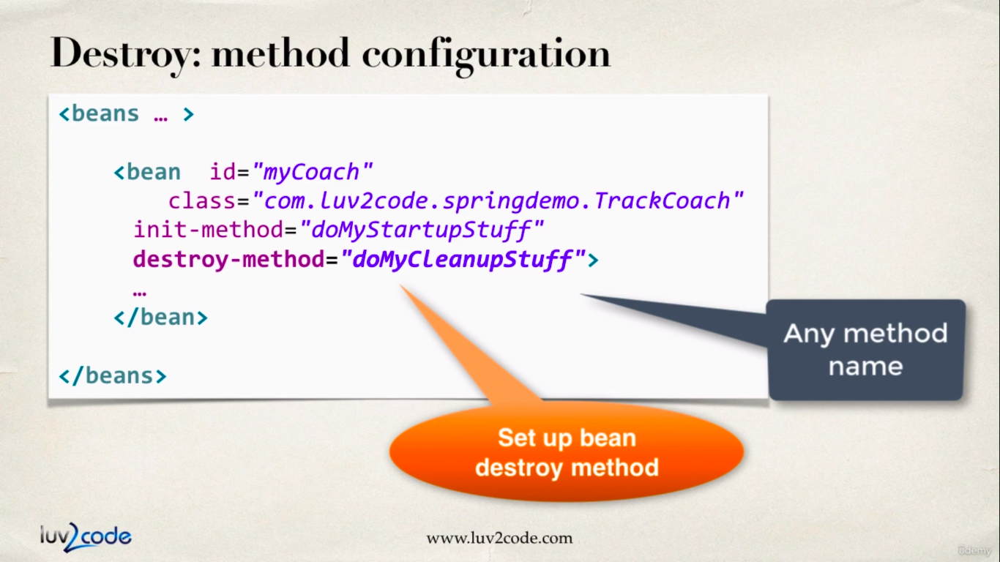 Destroy: method configuration
<beans … >
<bean id="myCoach"
class="com.luv2code.springdemo.TrackCoach"
init-method="doMyStartupStuff"
destroy-method="doMyCleanupStuff">
…
</bean>
</beans>
Any method
name
Set up bean
destroy method
luv2code
www.luv2code.com
ûdemy